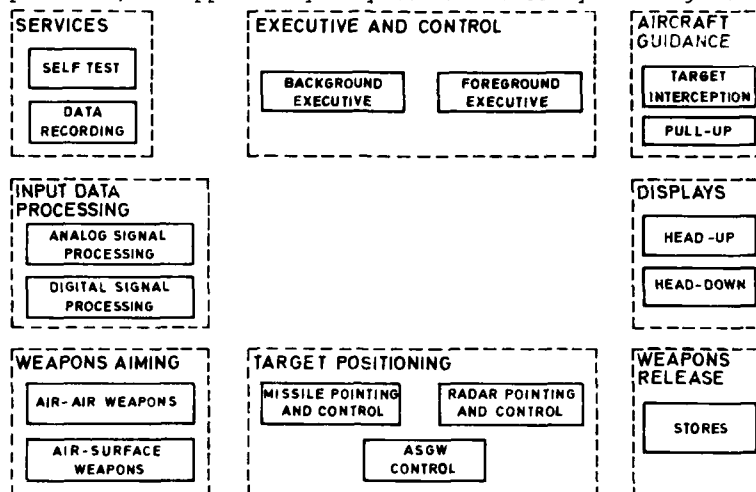 SERVICES
SELF TEST
DATA
RECORDING
EXECUTIVE AND CONTROL
BACKGROUND
EXECUTIVE
FOREGROUND
EXECUTIVE
AIRCRAFT
GUIDANCE
TARGET
INTERCEPTION
PULL-UP
INPUT DATA
PROCESSING
ANALOG SIGNAL
PROCESSING
DIGITAL SIGNAL
PROCESSING
DISPLAYS
HEAD-UP
HEAD-DOWN
WEAPONS AIMING
AIR-AIR WEAPONS
AIR-SURFACE
WEAPONS
TARGET POSITIONING
MISSILE POINTING
AND CONTROL
RADAR POINTING
AND CONTROL
ASGW
CONTROL
WEAPONS
RELEASE
STORES